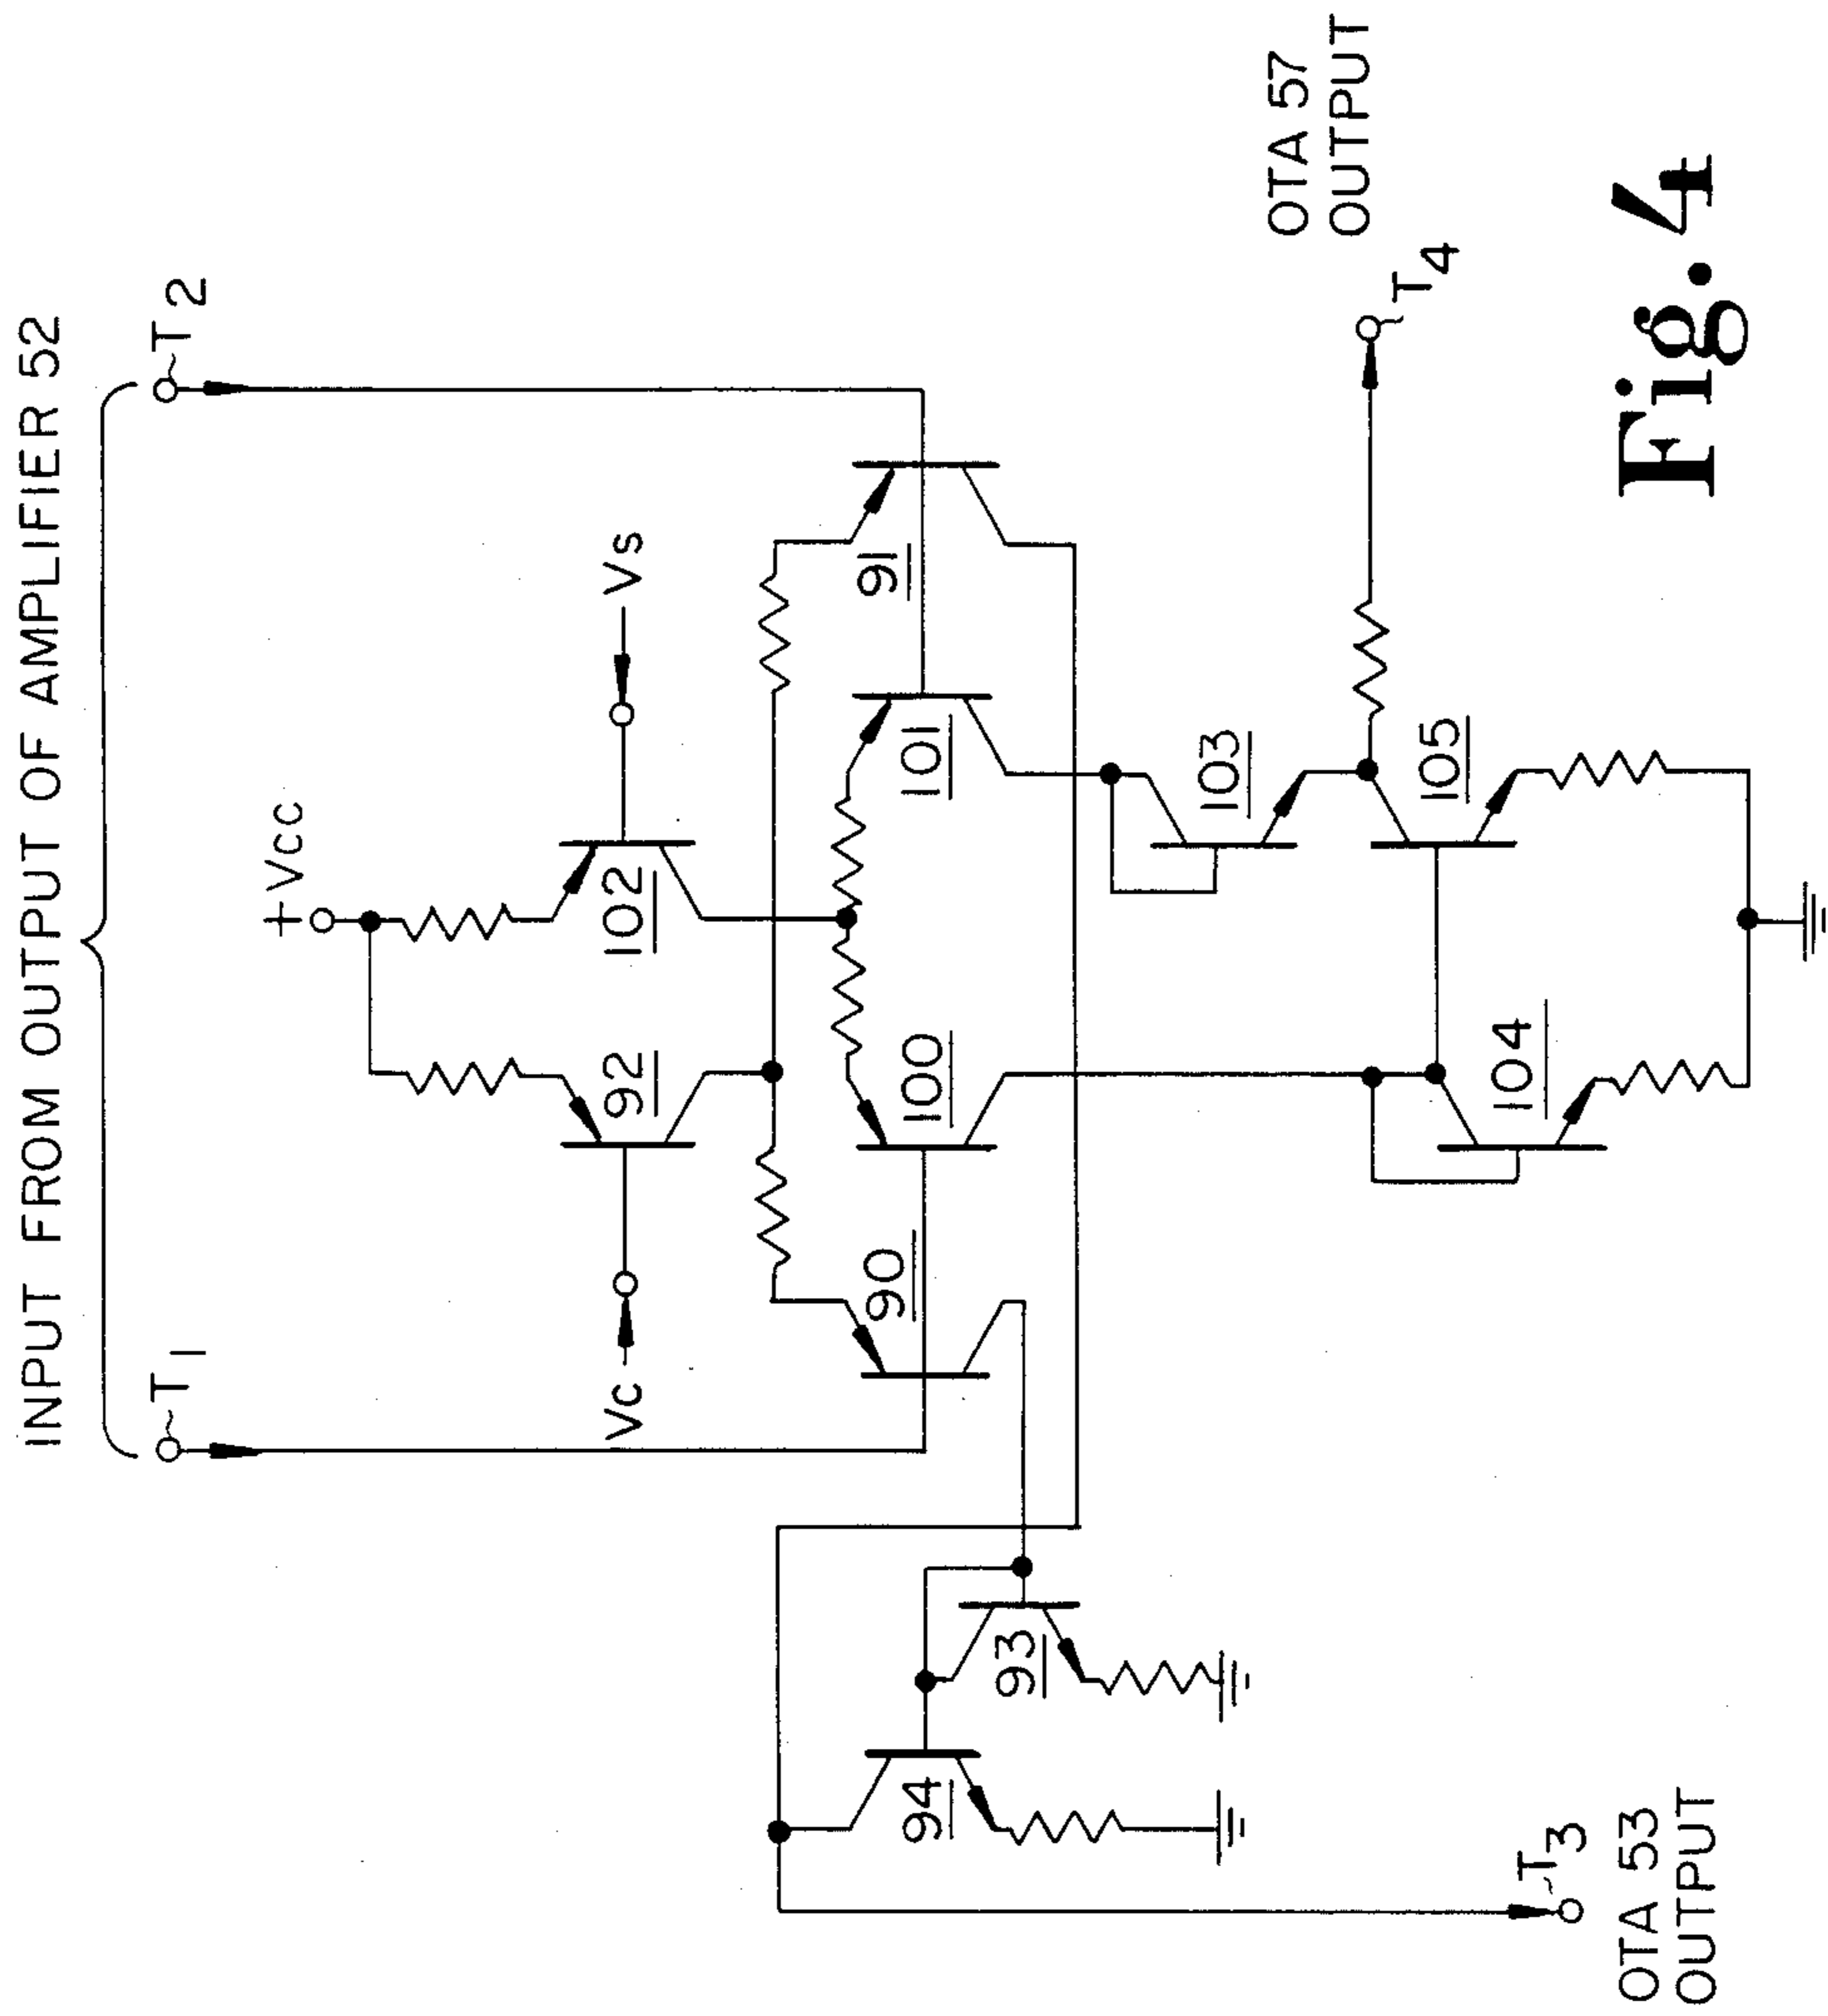 INPUT FROM OUTPUT OF AMPLIFIER 52
T1
T2
+Vcc
Vc
Vs
92
102
90
100
101
91
94
93
103
104
105
T3
OTA 53
OUTPUT
T4
OTA 57
OUTPUT
Fig. 4